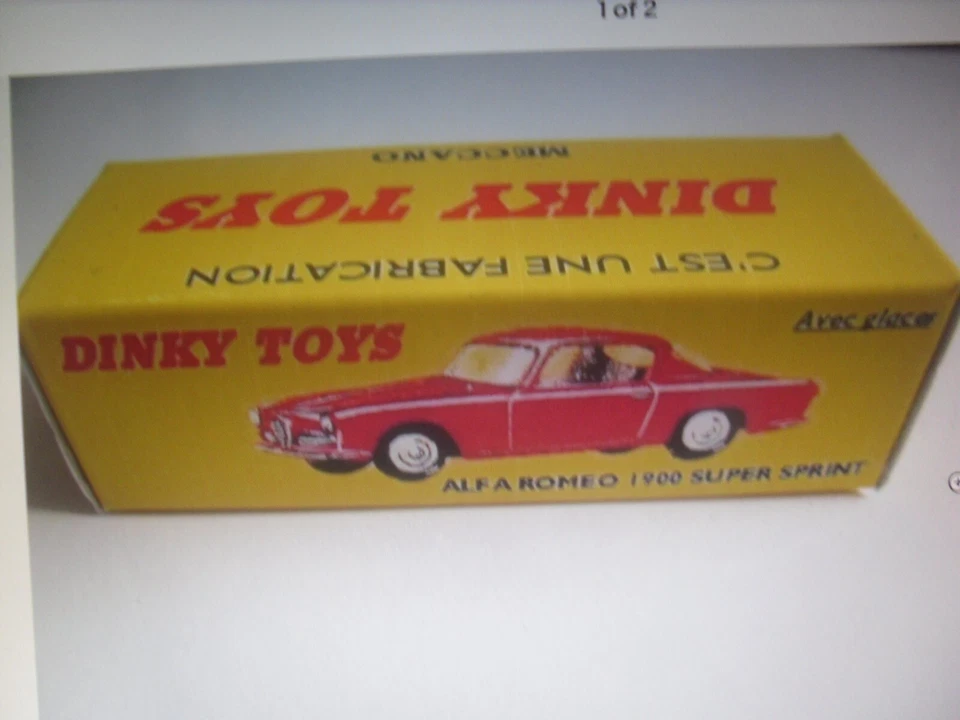 1 of 2
MECCANO
DINKY TOYS
C'EST UNE FABRICATION
DINKY TOYS
Avec glaces
ALFA ROMEO 1900 SUPER SPRINT